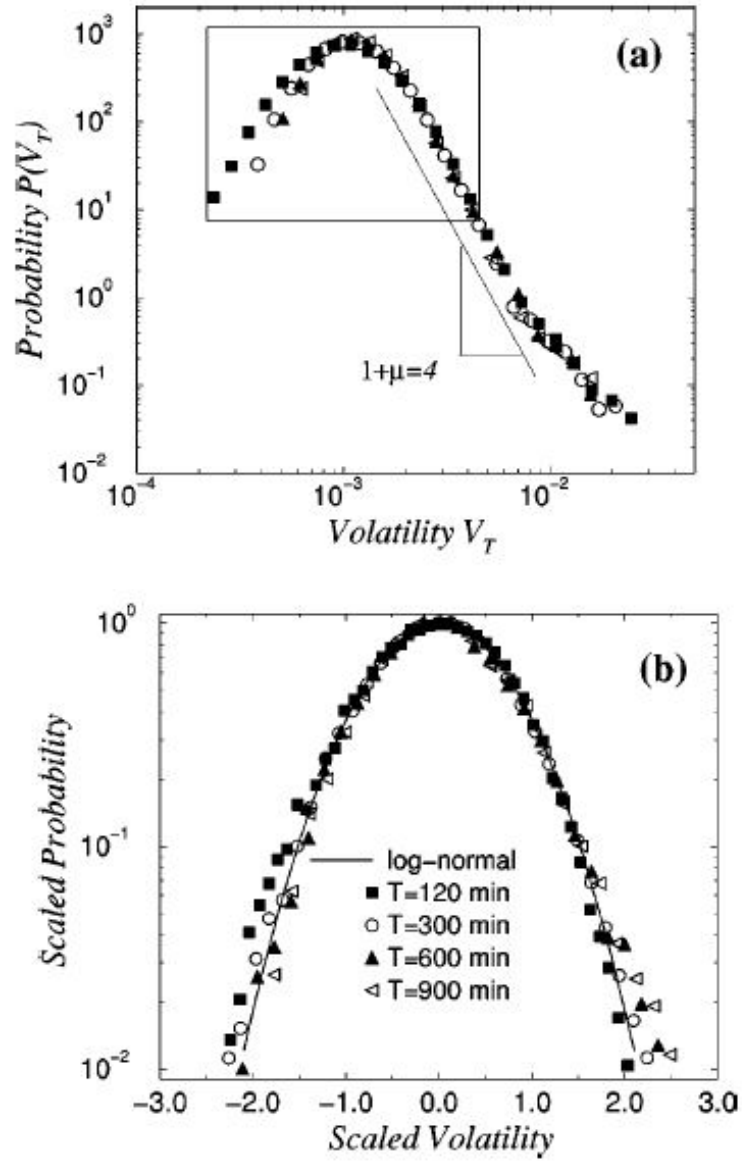 (a)
Probability P(V_T)
10^3
10^2
10^1
10^0
10^-1
10^-2
1+μ=4
10^-4
10^-3
10^-2
Volatility V_T
(b)
Scaled Probability
10^0
10^-1
10^-2
log-normal
T=120 min
T=300 min
T=600 min
T=900 min
-3.0 -2.0 -1.0 0.0 1.0 2.0 3.0
Scaled Volatility